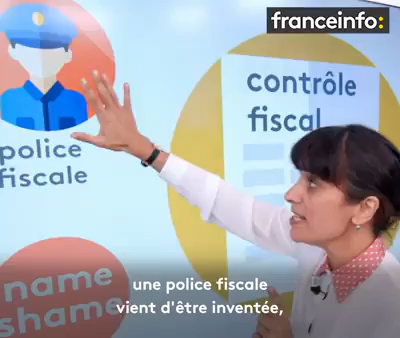 franceinfo:
contrôle
fiscal
police
fiscale
name
shame
une police fiscale
vient d'être inventée,